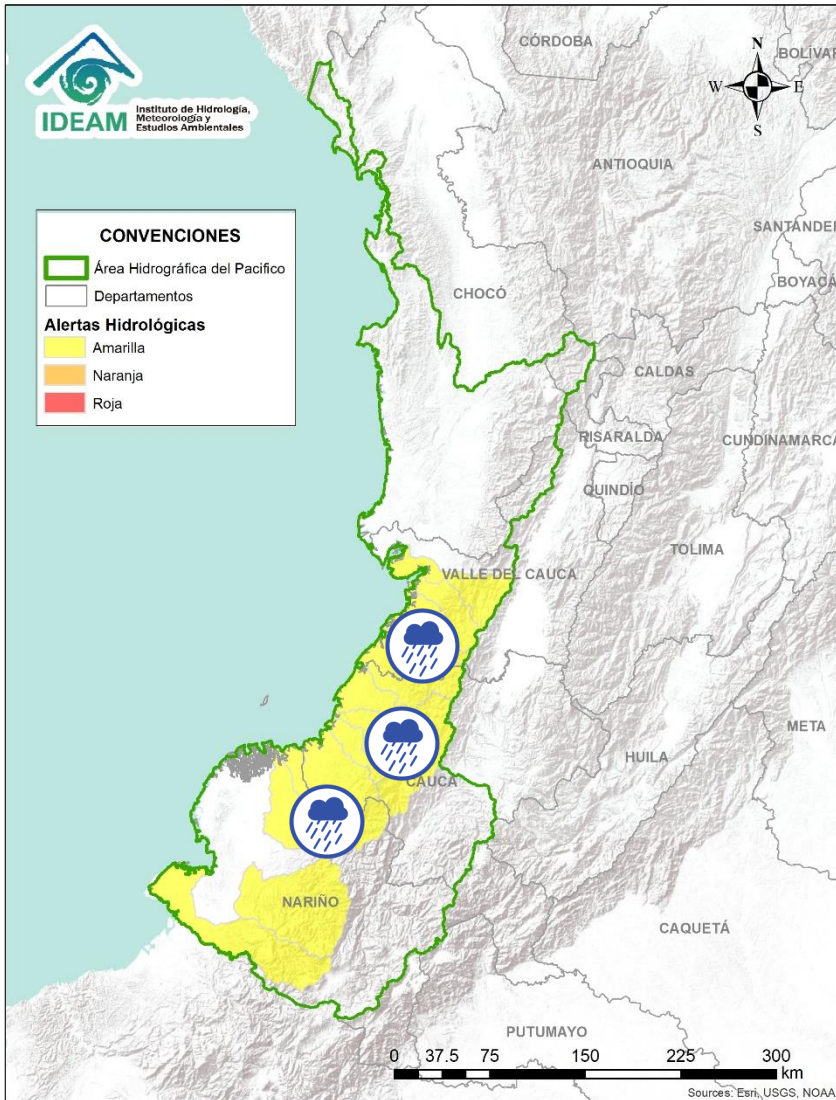 IDEAM
Instituto de Hidrología,
Meteorología y
Estudios Ambientales
N
W
E
S
CÓRDOBA
BOLÍVAR
ANTIOQUIA
SANTANDER
BOYACÁ
CONVENCIONES
Área Hidrográfica del Pacifico
Departamentos
Alertas Hidrológicas
Amarilla
Naranja
Roja
CHOCÓ
CALDAS
RISARALDA
CUNDINAMARCA
QUINDÍO
TOLIMA
VALLE DEL CAUCA
META
HUILA
CAUCA
NARIÑO
CAQUETÁ
PUTUMAYO
0 37.5 75 150 225 300
km
Sources: Esri, USGS, NOAA